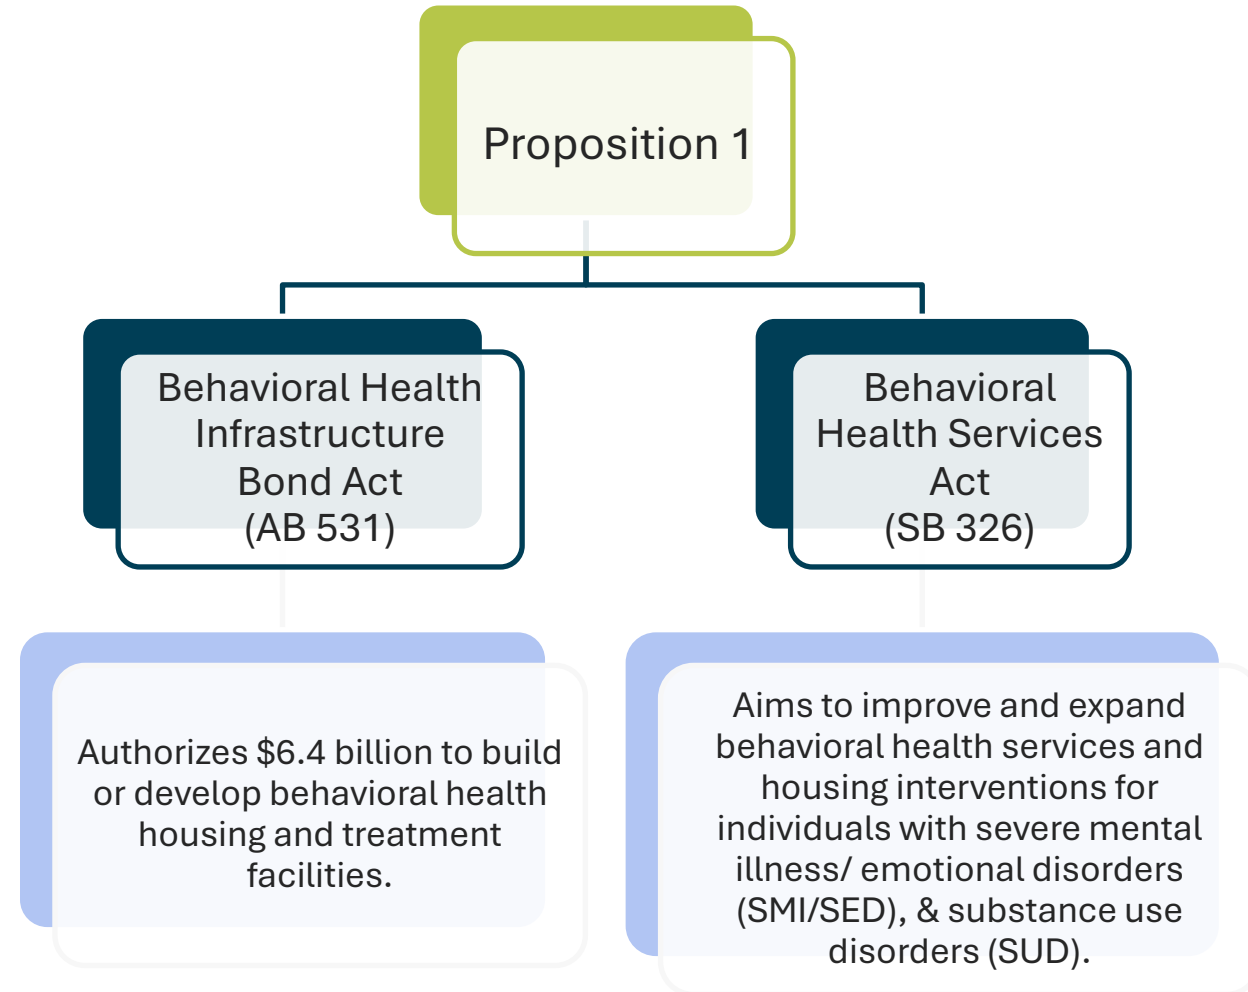 Proposition 1
Behavioral Health
Infrastructure
Bond Act
(AB 531)
Behavioral
Health Services
Act
(SB 326)
Authorizes $6.4 billion to build
or develop behavioral health
housing and treatment
facilities.
Aims to improve and expand
behavioral health services and
housing interventions for
individuals with severe mental
illness/ emotional disorders
(SMI/SED), & substance use
disorders (SUD).